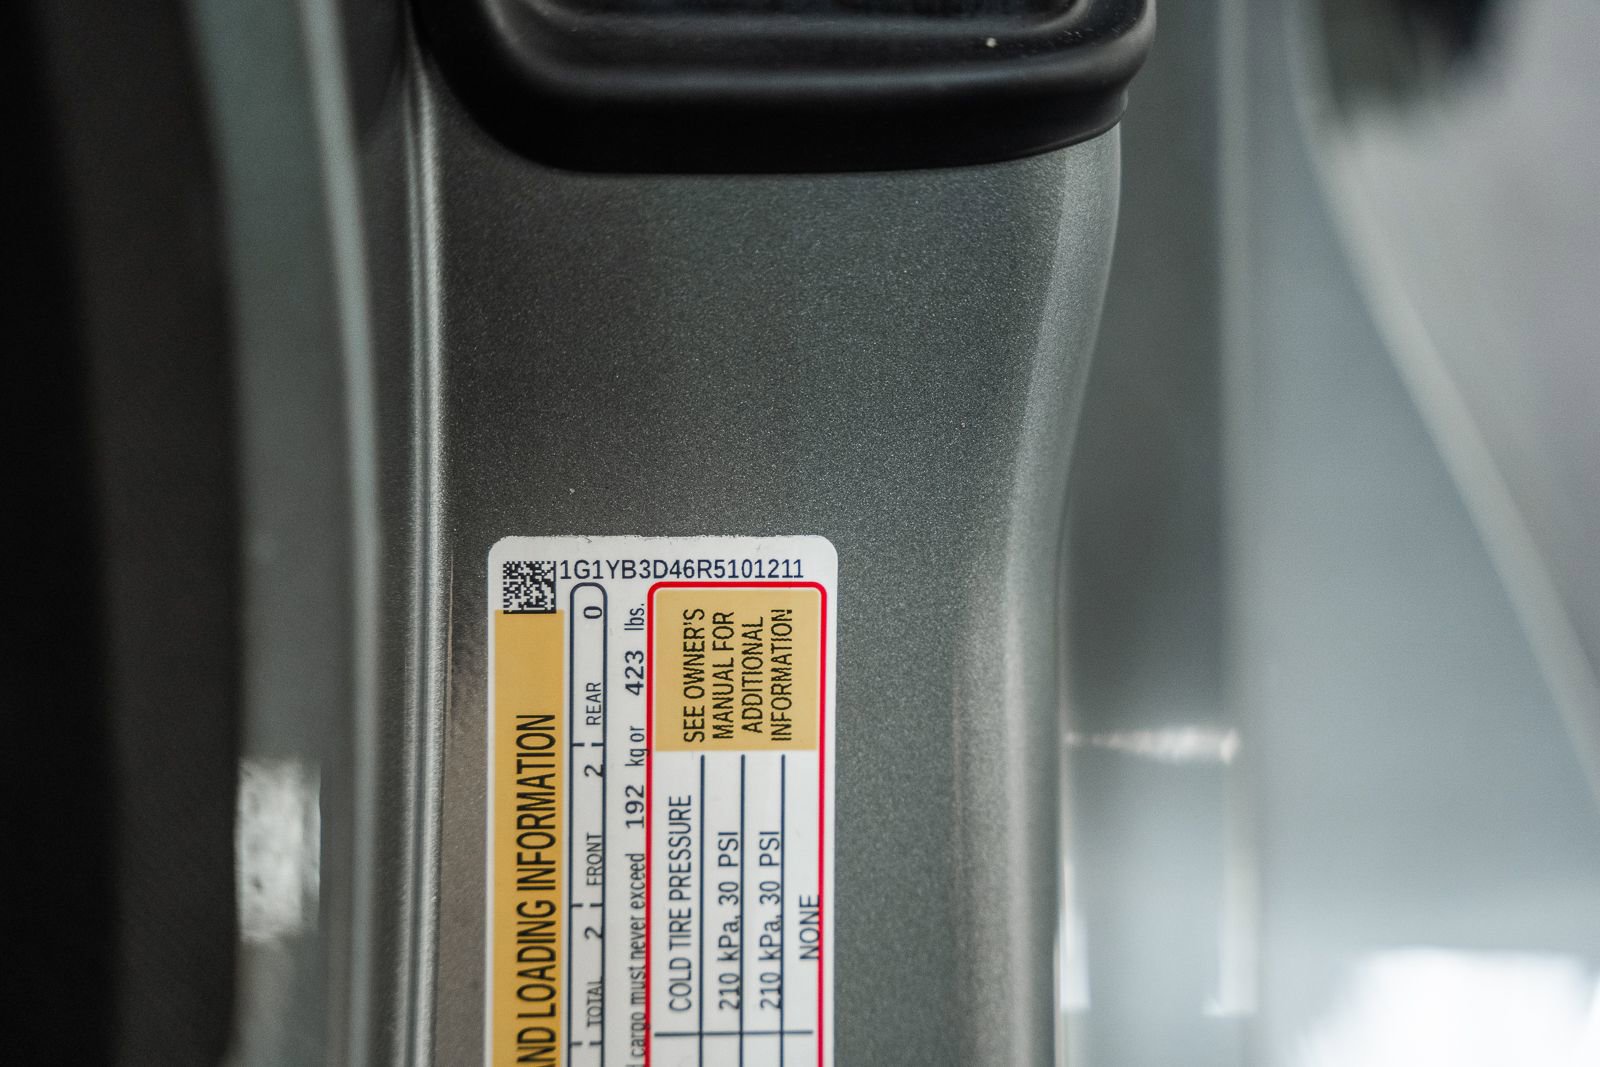 1G1YB3D46R5101211
AND LOADING INFORMATION
TOTAL 2 FRONT 2 REAR 0
cargo must never exceed 192 kg or 423 lbs.
COLD TIRE PRESSURE
210 kPa, 30 PSI
210 kPa, 30 PSI
NONE
SEE OWNER'S
MANUAL FOR
ADDITIONAL
INFORMATION